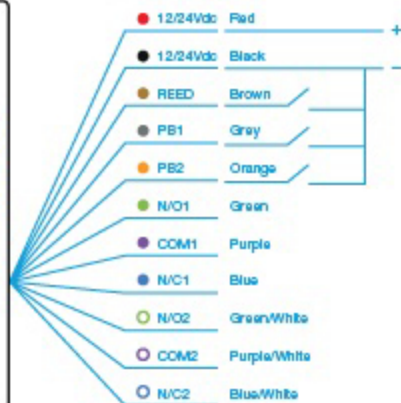 12/24Vdc Red +
12/24Vdc Black −
REED Brown
PB1 Grey
PB2 Orange
N/O1 Green
COM1 Purple
N/C1 Blue
N/O2 Green/White
COM2 Purple/White
N/C2 Blue/White